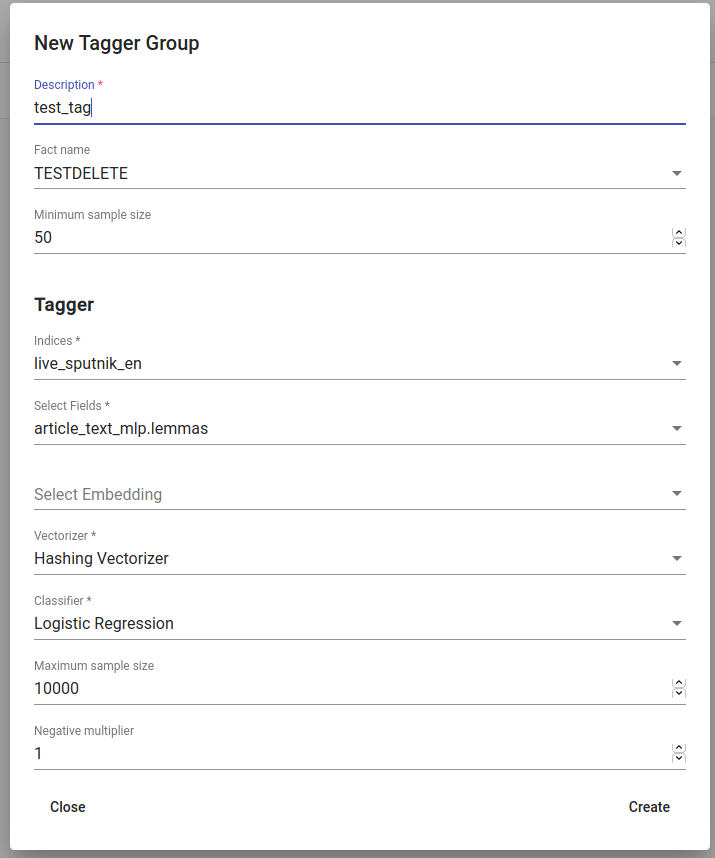 New Tagger Group
Description *
test_tag
Fact name
TESTDELETE
Minimum sample size
50
Tagger
Indices *
live_sputnik_en
Select Fields *
article_text_mlp.lemmas
Select Embedding
Vectorizer *
Hashing Vectorizer
Classifier *
Logistic Regression
Maximum sample size
10000
Negative multiplier
1
Close Create